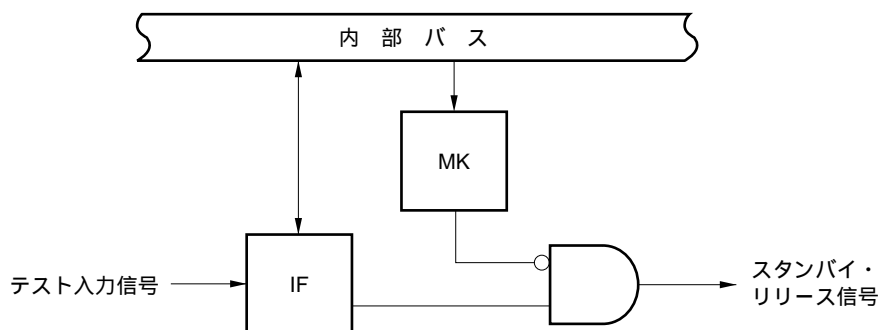 内 部 バ ス
MK
テスト入力信号
IF
スタンバイ・
リリース信号